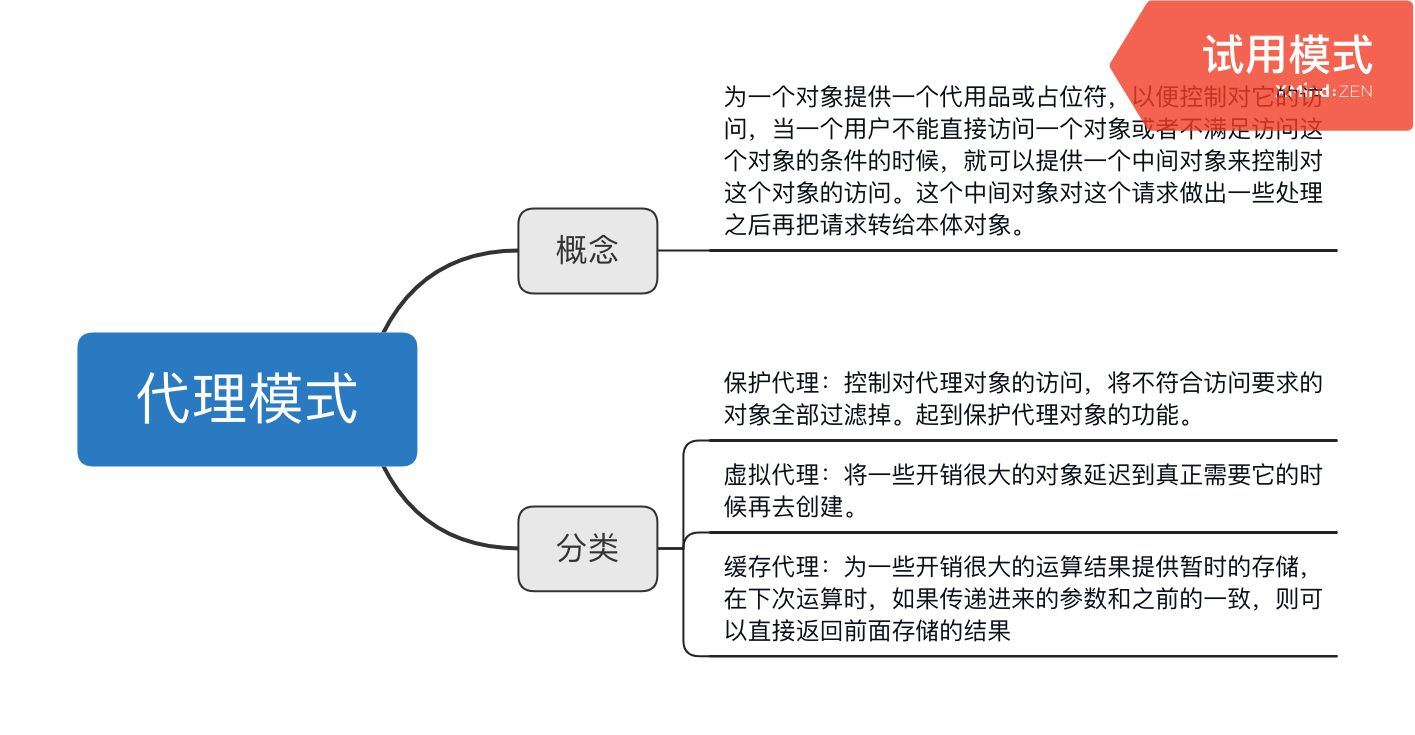 试用模式
XMind:ZEN
为一个对象提供一个代用品或占位符，以便控制对它的访
问，当一个用户不能直接访问一个对象或者不满足访问这
个对象的条件的时候，就可以提供一个中间对象来控制对
这个对象的访问。这个中间对象对这个请求做出一些处理
之后再把请求转给本体对象。
概念
代理模式
保护代理：控制对代理对象的访问，将不符合访问要求的
对象全部过滤掉。起到保护代理对象的功能。
虚拟代理：将一些开销很大的对象延迟到真正需要它的时
候再去创建。
分类
缓存代理：为一些开销很大的运算结果提供暂时的存储，
在下次运算时，如果传递进来的参数和之前的一致，则可
以直接返回前面存储的结果